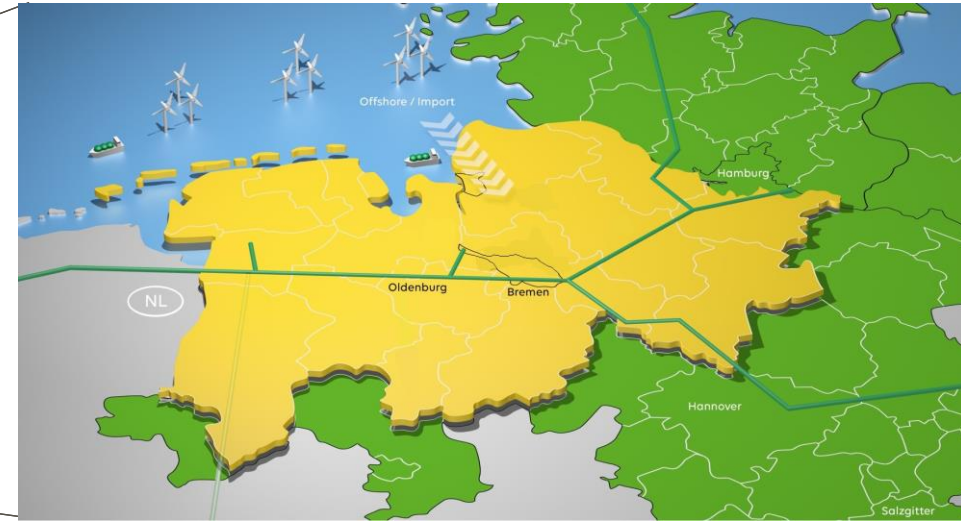 Offshore / Import
Hamburg
NL
Oldenburg
Bremen
Hannover
Salzgitter